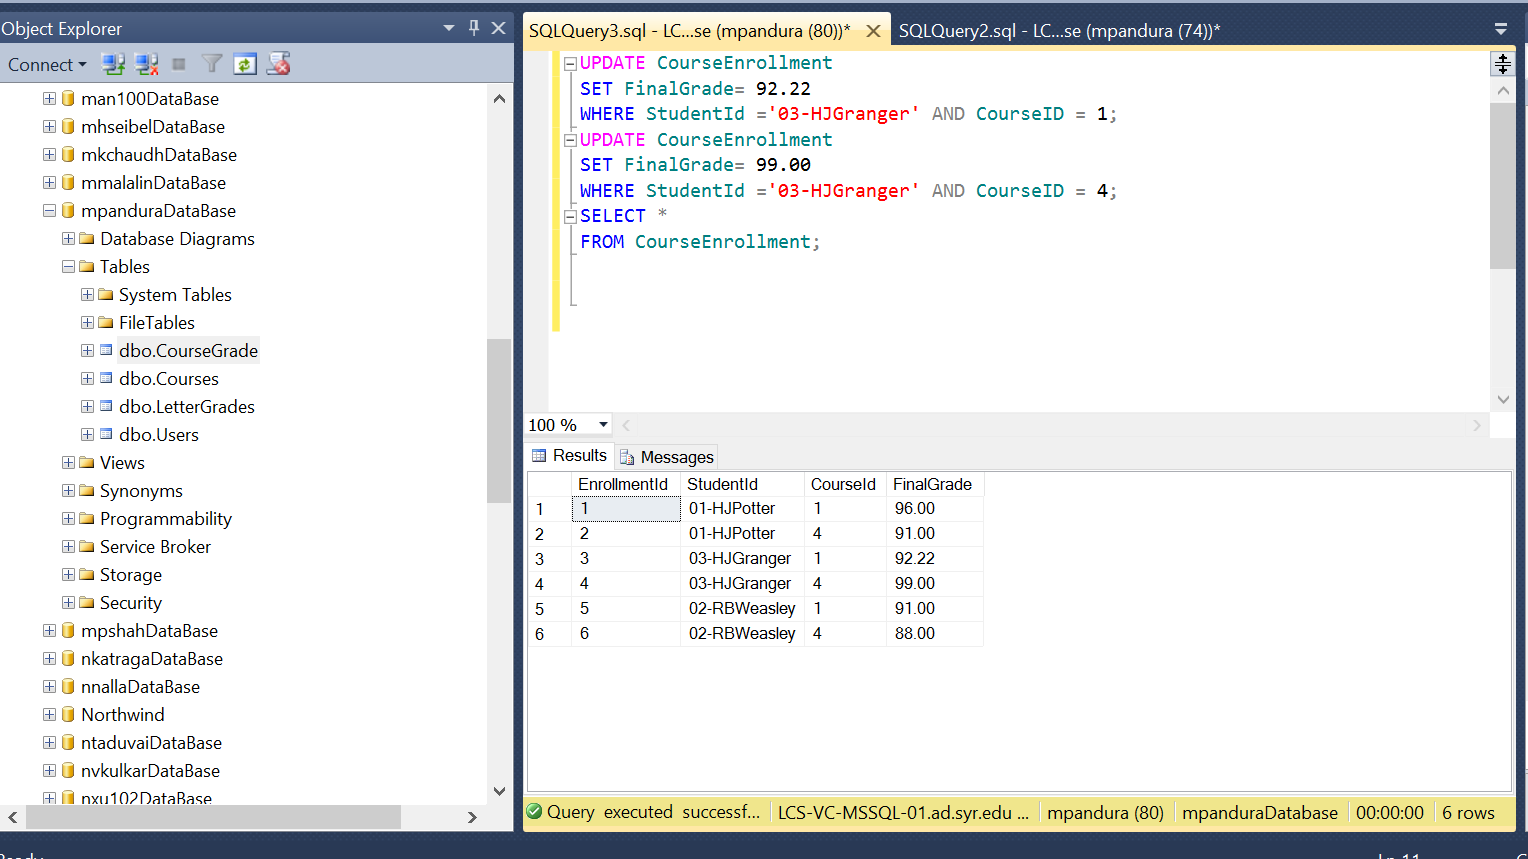 Object Explorer
Connect
man100DataBase
mhseibelDataBase
mkchaudhDataBase
mmalalinDataBase
mpanduraDataBase
Database Diagrams
Tables
System Tables
FileTables
dbo.CourseGrade
dbo.Courses
dbo.LetterGrades
dbo.Users
Views
Synonyms
Programmability
Service Broker
Storage
Security
mpshahDataBase
nkatragaDataBase
nnallaDataBase
Northwind
ntaduvaiDataBase
nvkulkarDataBase
nxu102DataBase
SQLQuery3.sql - LC...se (mpandura (80))* SQLQuery2.sql - LC...se (mpandura (74))*
UPDATE CourseEnrollment
SET FinalGrade= 92.22
WHERE StudentId ='03-HJGranger' AND CourseID = 1;
UPDATE CourseEnrollment
SET FinalGrade= 99.00
WHERE StudentId ='03-HJGranger' AND CourseID = 4;
SELECT *
FROM CourseEnrollment;
100 %
Results Messages
EnrollmentId StudentId CourseId FinalGrade
1 1 01-HJPotter 1 96.00
2 2 01-HJPotter 4 91.00
3 3 03-HJGranger 1 92.22
4 4 03-HJGranger 4 99.00
5 5 02-RBWeasley 1 91.00
6 6 02-RBWeasley 4 88.00
Query executed successf... LCS-VC-MSSQL-01.ad.syr.edu ... mpandura (80) mpanduraDatabase 00:00:00 6 rows